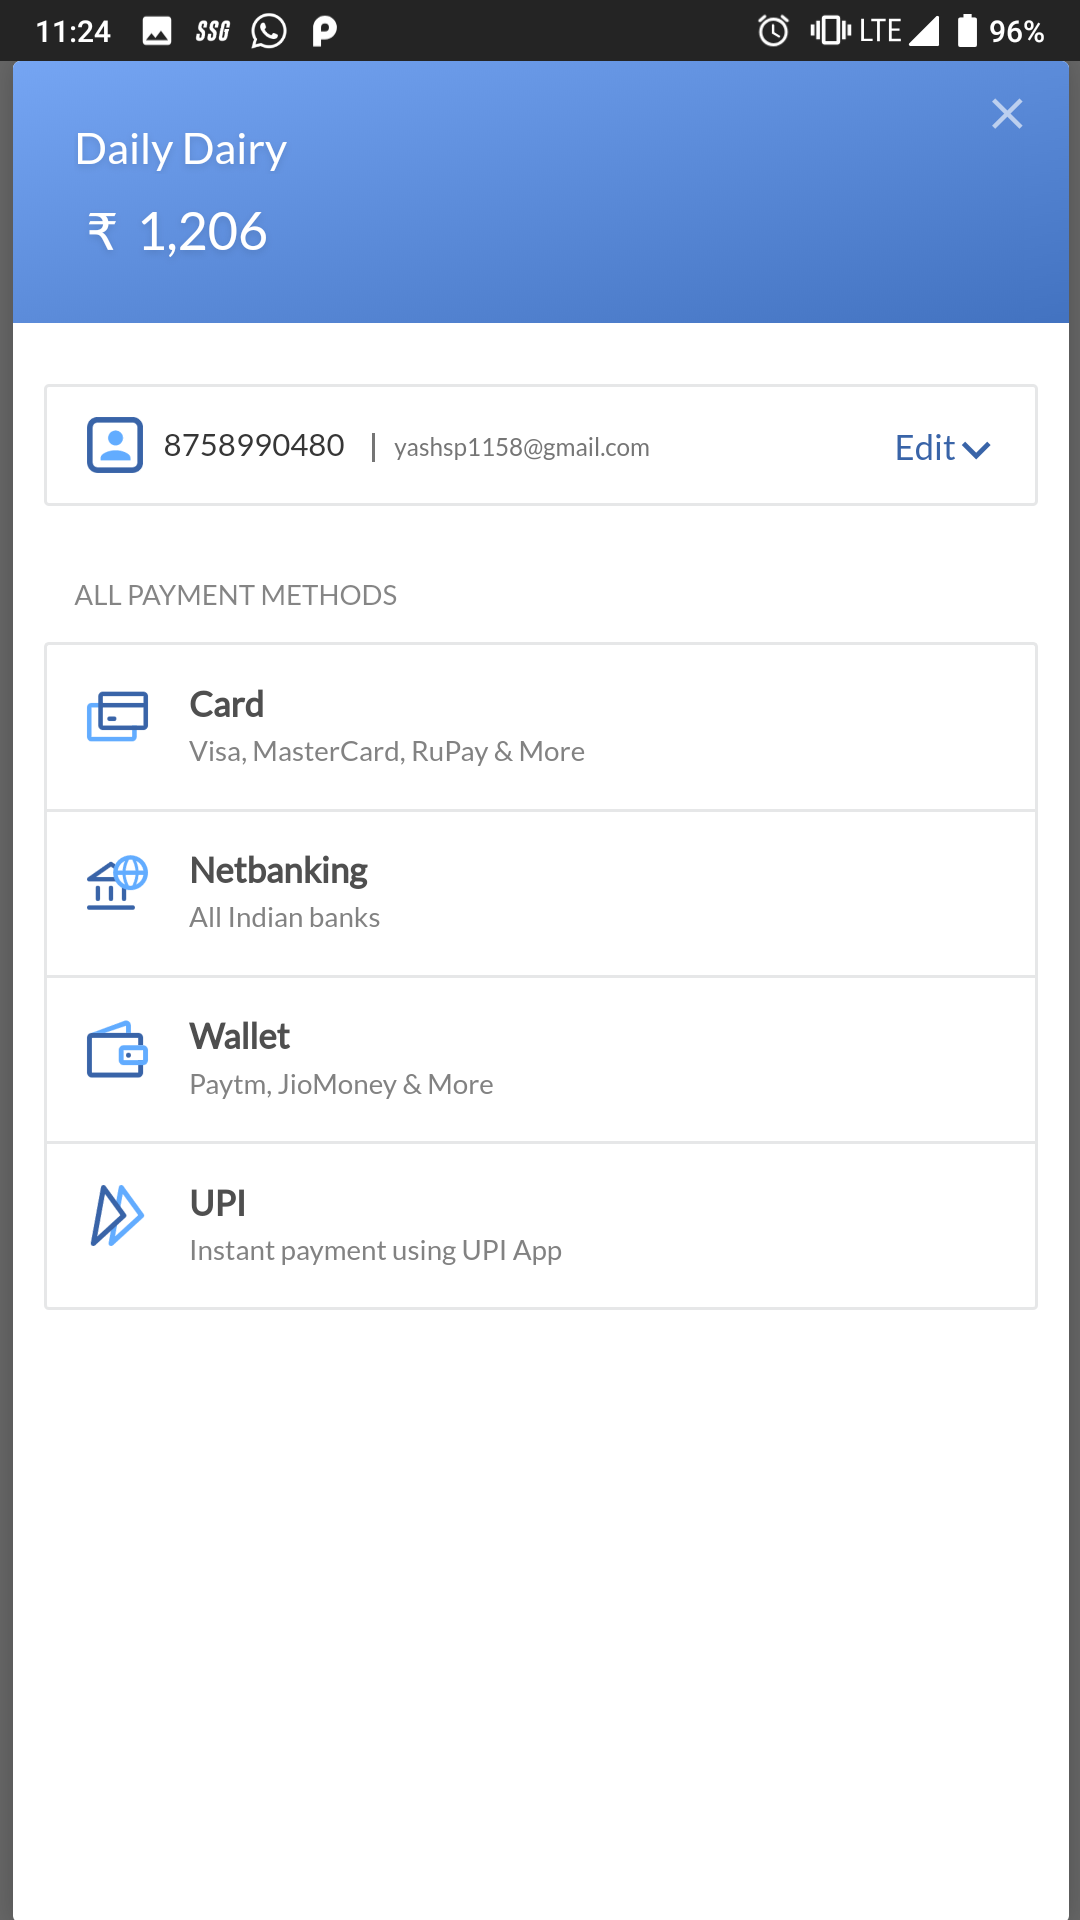 11:24 SSG LTE 96%
Daily Dairy
₹ 1,206
8758990480 | yashsp1158@gmail.com Edit
ALL PAYMENT METHODS
Card
Visa, MasterCard, RuPay & More
Netbanking
All Indian banks
Wallet
Paytm, JioMoney & More
UPI
Instant payment using UPI App